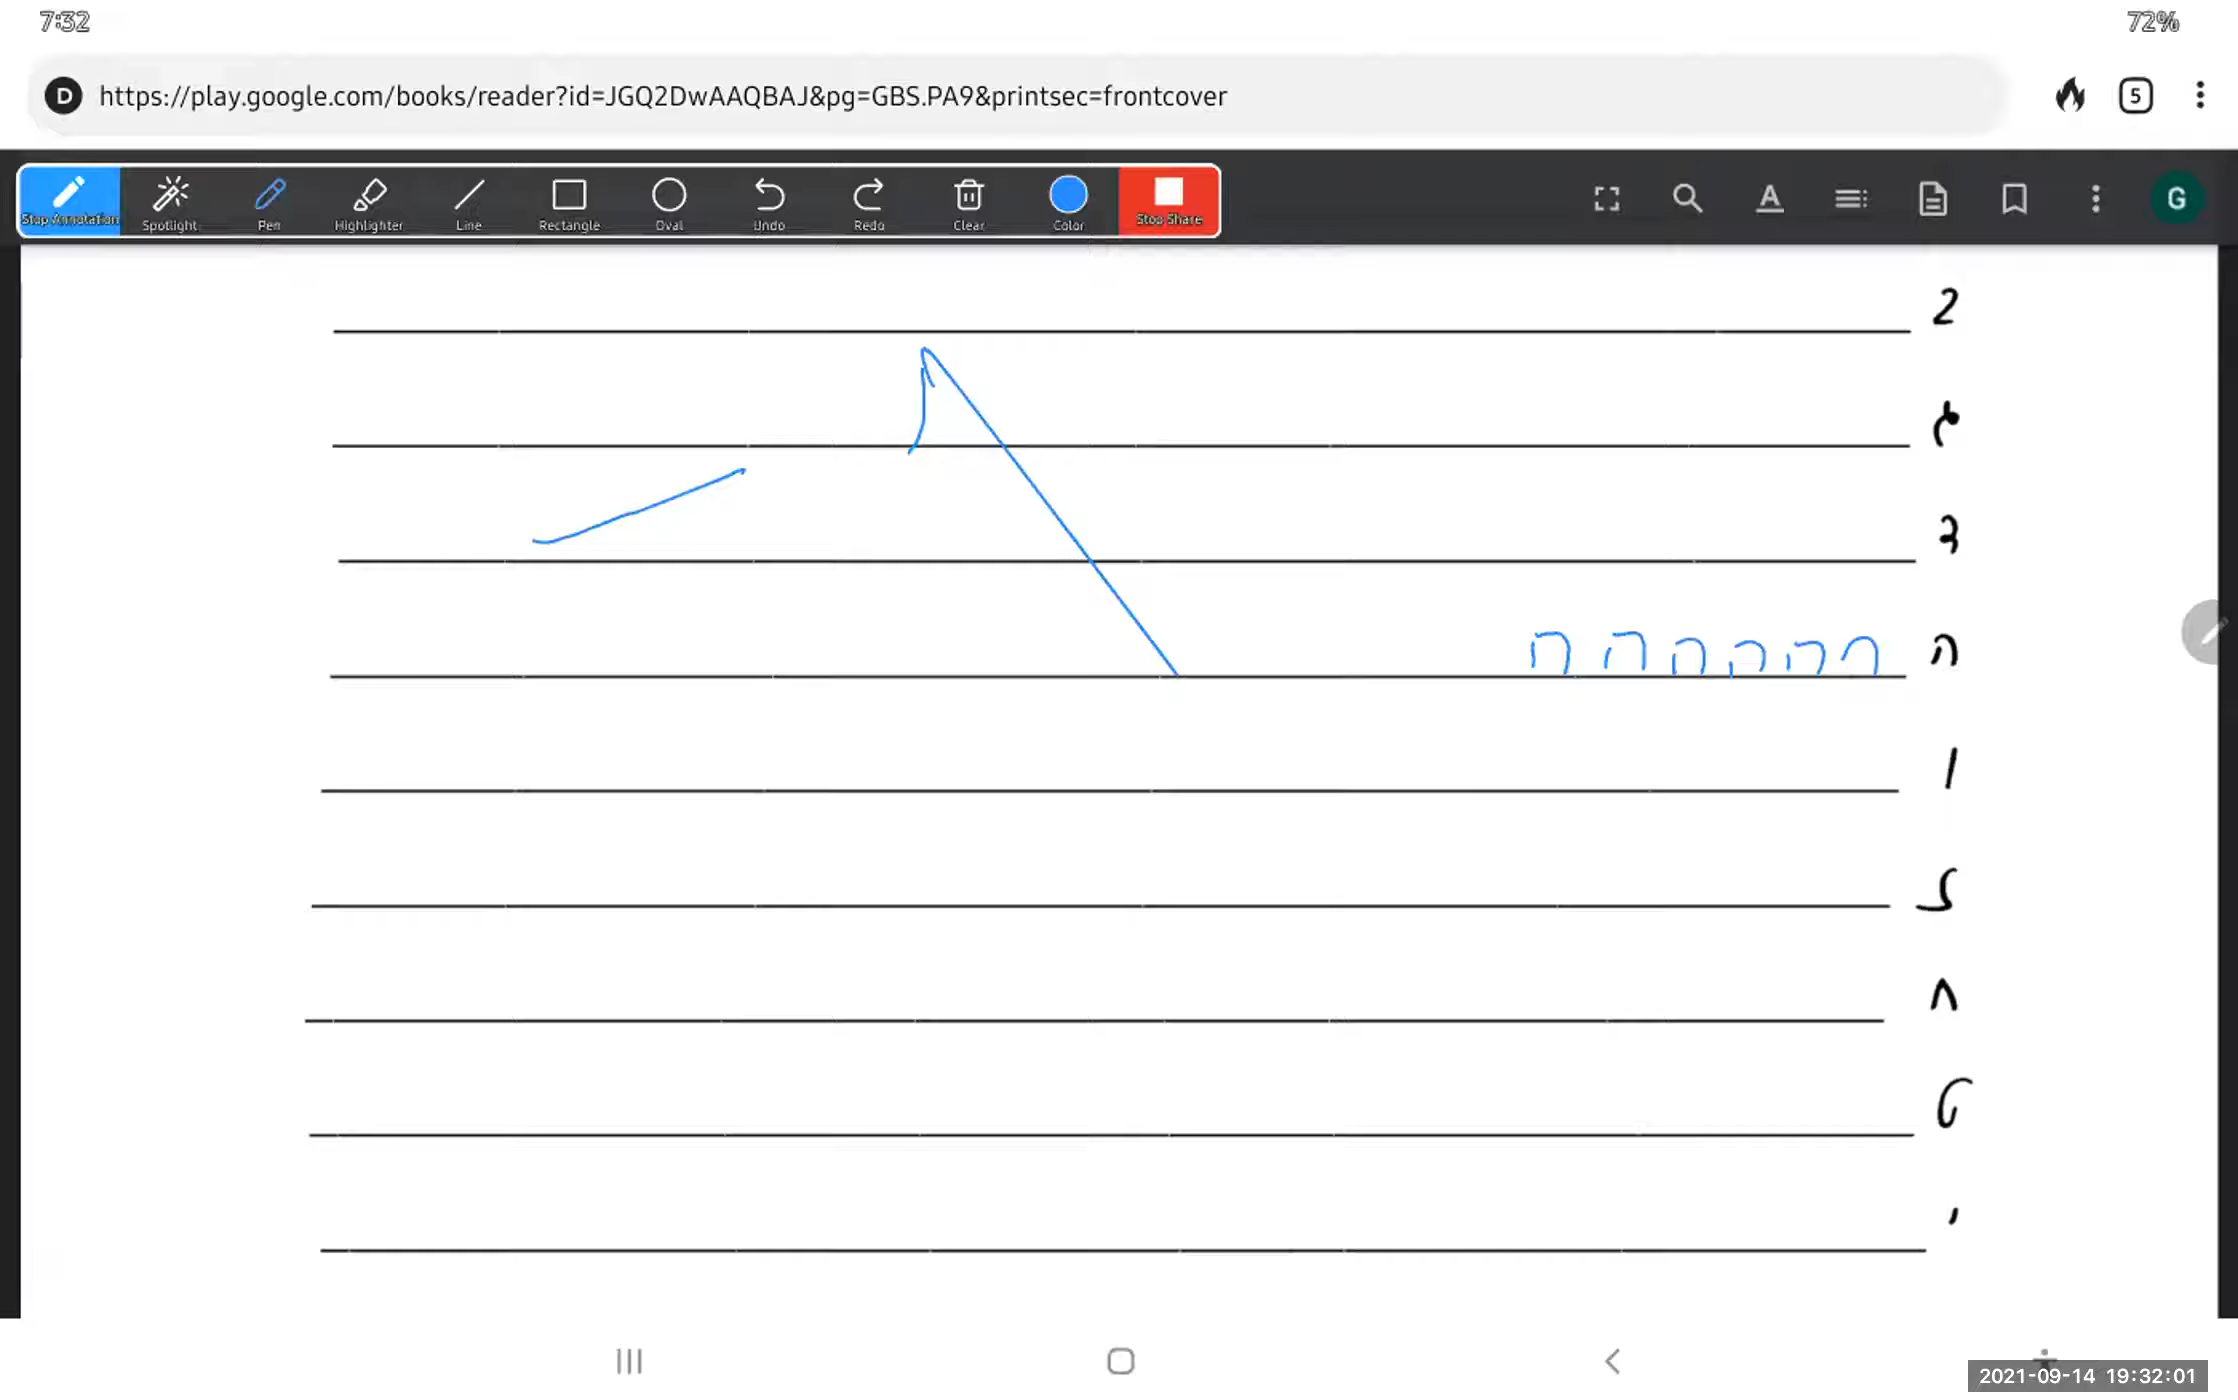 7:32 72%
D https://play.google.com/books/reader?id=JGQ2DwAAQBAJ&pg=GBS.PA9&printsec=frontcover 5
Stop Annotation Spotlight Pen Highlighter Line Rectangle Oval Undo Redo Clear Color Stop Share A G
ב
ג
ד
ה ה ה ה ה ה ה
ו
ז
ח
ט
י
2021-09-14 19:32:01